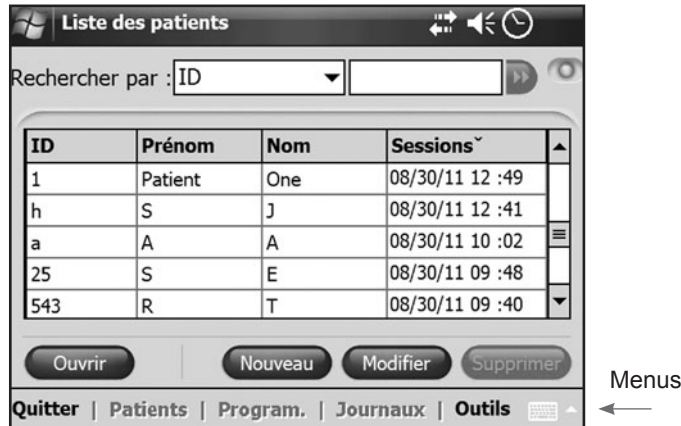 Liste des patients
Rechercher par : ID
ID Prénom Nom Sessionsˇ
1 Patient One 08/30/11 12 :49
h S J 08/30/11 12 :41
a A A 08/30/11 10 :02
25 S E 08/30/11 09 :48
543 R T 08/30/11 09 :40
Ouvrir Nouveau Modifier Supprimer
Menus
Quitter | Patients | Program. | Journaux | Outils